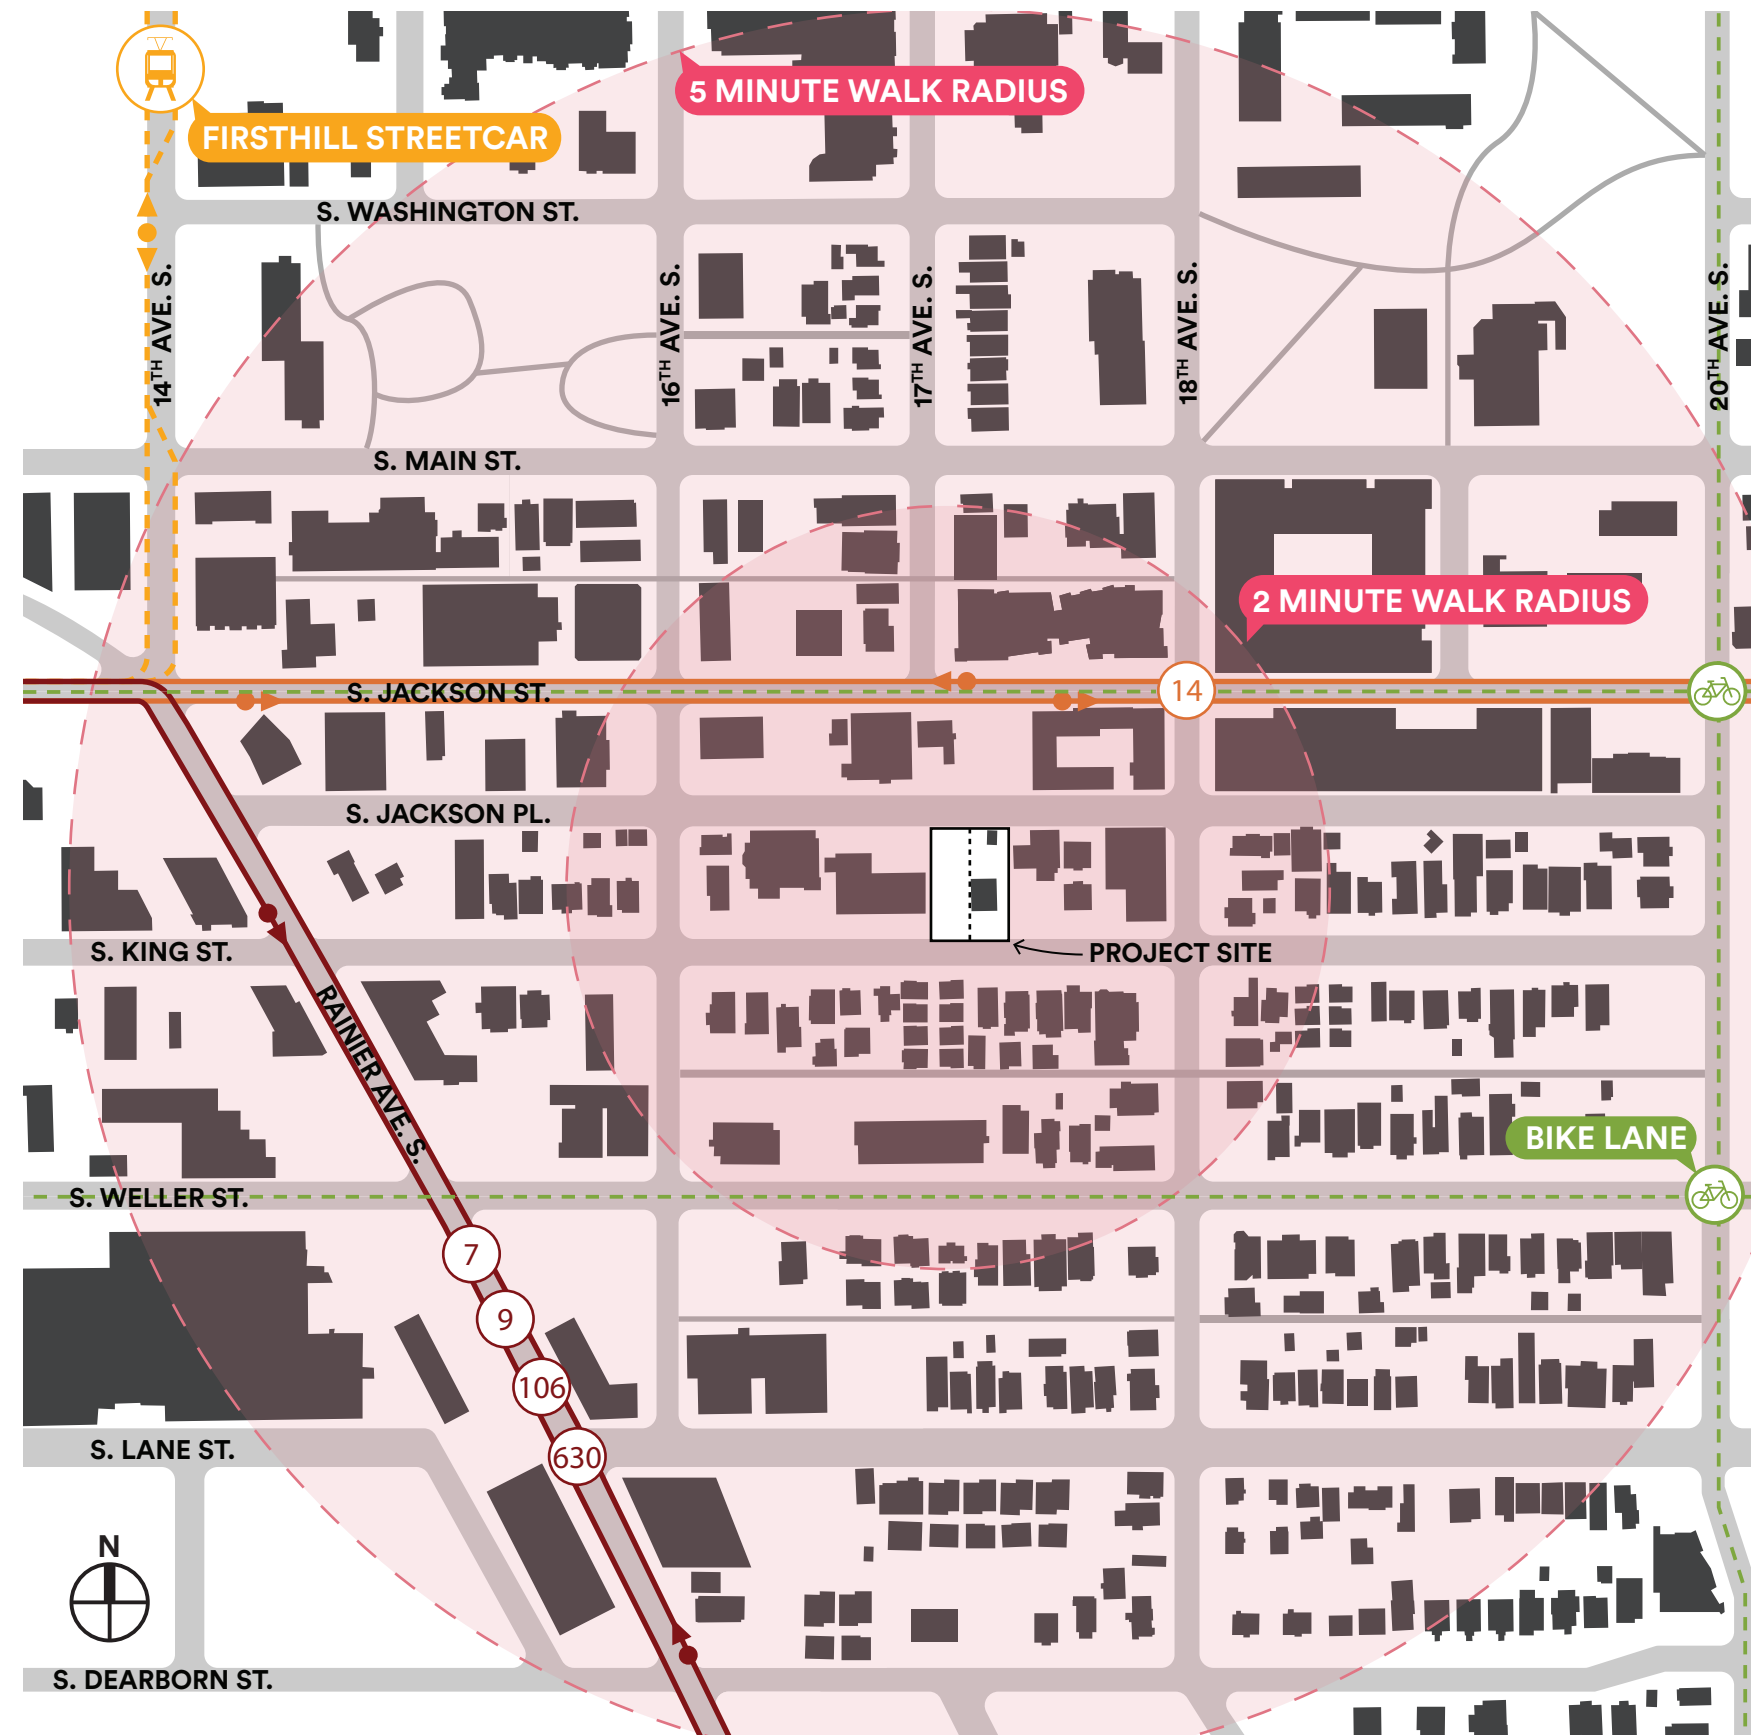 5 MINUTE WALK RADIUS
FIRSTHILL STREETCAR
S. WASHINGTON ST.
14TH AVE. S.
16TH AVE. S.
17TH AVE. S.
18TH AVE. S.
20TH AVE. S.
S. MAIN ST.
2 MINUTE WALK RADIUS
S. JACKSON ST.
14
S. JACKSON PL.
S. KING ST.
PROJECT SITE
RAINIER AVE. S.
BIKE LANE
S. WELLER ST.
7
9
106
630
S. LANE ST.
N
S. DEARBORN ST.